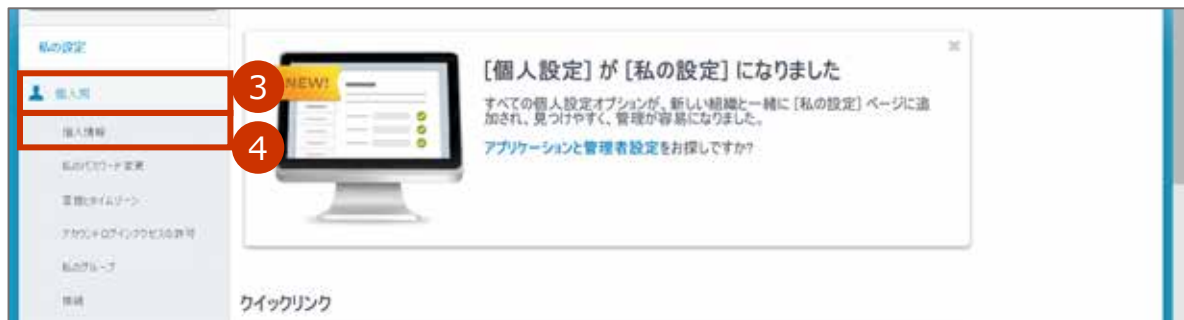 私の設定
個人用
個人情報
私のパスワード変更
言語とタイムゾーン
アカウントログインアクセスの許可
私のグループ
接続
3
4
NEW!
[個人設定] が [私の設定] になりました
すべての個人設定オプションが、新しい組織と一緒に [私の設定] ページに追
加され、見つけやすく、管理が容易になりました。
アプリケーションと管理者設定をお探しですか?
クイックリンク